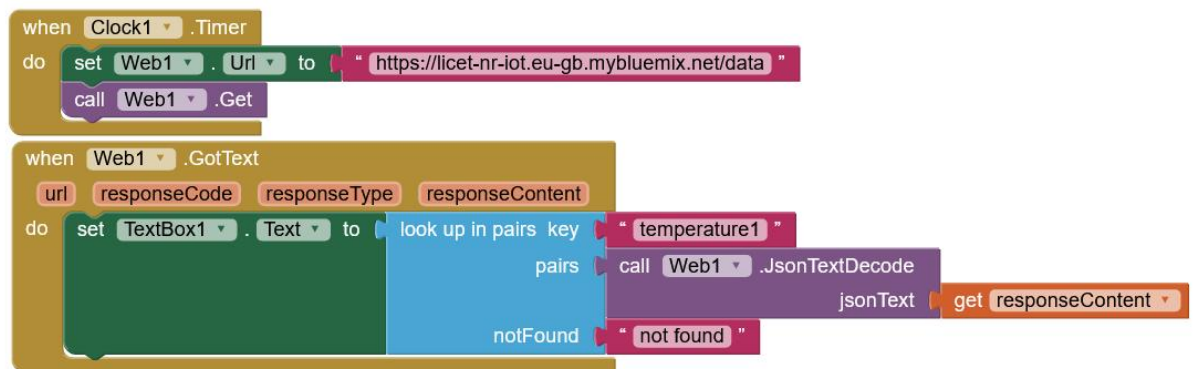 when Clock1 .Timer
do set Web1 . Url to " https://licet-nr-iot.eu-gb.mybluemix.net/data "
call Web1 .Get
when Web1 .GotText
url responseCode responseType responseContent
do set TextBox1 . Text to look up in pairs key " temperature1 "
pairs call Web1 .JsonTextDecode
jsonText get responseContent
notFound " not found "